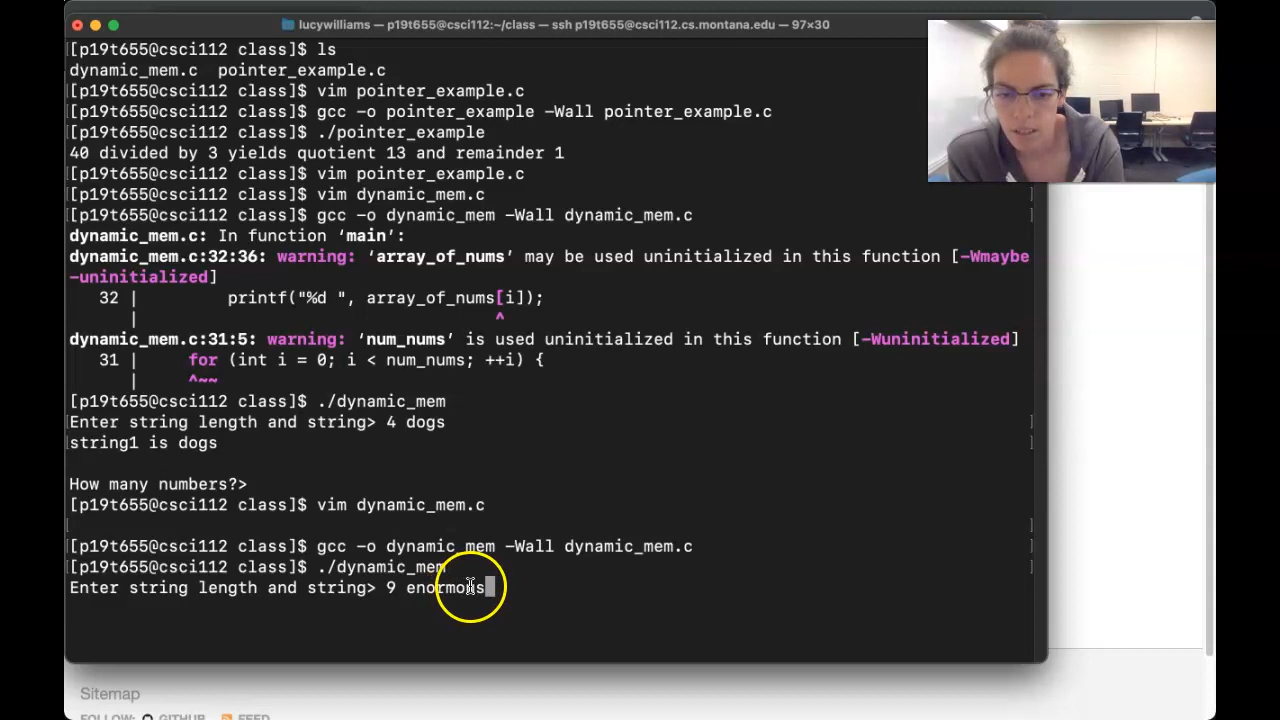 lucywilliams — p19t655@csci112:~/class — ssh p19t655@csci112.cs.montana.edu — 97×30
[p19t655@csci112 class]$ ls
dynamic_mem.c  pointer_example.c
[p19t655@csci112 class]$ vim pointer_example.c
[p19t655@csci112 class]$ gcc -o pointer_example -Wall pointer_example.c
[p19t655@csci112 class]$ ./pointer_example
40 divided by 3 yields quotient 13 and remainder 1
[p19t655@csci112 class]$ vim pointer_example.c
[p19t655@csci112 class]$ vim dynamic_mem.c
[p19t655@csci112 class]$ gcc -o dynamic_mem -Wall dynamic_mem.c
dynamic_mem.c: In function ‘main’:
dynamic_mem.c:32:36: warning: ‘array_of_nums’ may be used uninitialized in this function [-Wmaybe
-uninitialized]
32 | printf("%d ", array_of_nums[i]);
| ^
dynamic_mem.c:31:5: warning: ‘num_nums’ is used uninitialized in this function [-Wuninitialized]
31 | for (int i = 0; i < num_nums; ++i) {
| ^~~
[p19t655@csci112 class]$ ./dynamic_mem
Enter string length and string> 4 dogs
string1 is dogs
How many numbers?>
[p19t655@csci112 class]$ vim dynamic_mem.c
[p19t655@csci112 class]$ gcc -o dynamic_mem -Wall dynamic_mem.c
[p19t655@csci112 class]$ ./dynamic_mem
Enter string length and string> 9 enormous
Sitemap
FOLLOW: GITHUB FEED